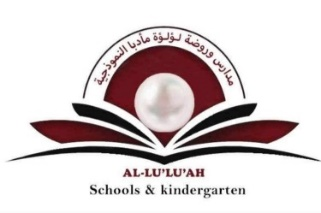 مدارس وروضة لؤلؤة مأدبا النموذجية
AL-LU'LU'AH
Schools & kindergarten